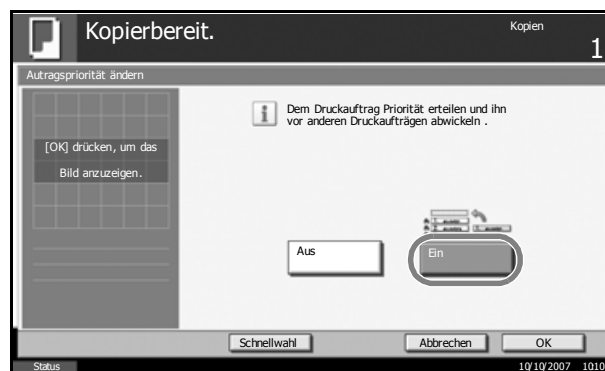 Kopierbereit.
Kopien
1
Autragspriorität ändern
Dem Druckauftrag Priorität erteilen und ihn
vor anderen Druckaufträgen abwickeln .
[OK] drücken, um das
Bild anzuzeigen.
Aus
Ein
Schnellwahl
Abbrechen
OK
Status
10/10/2007 1010